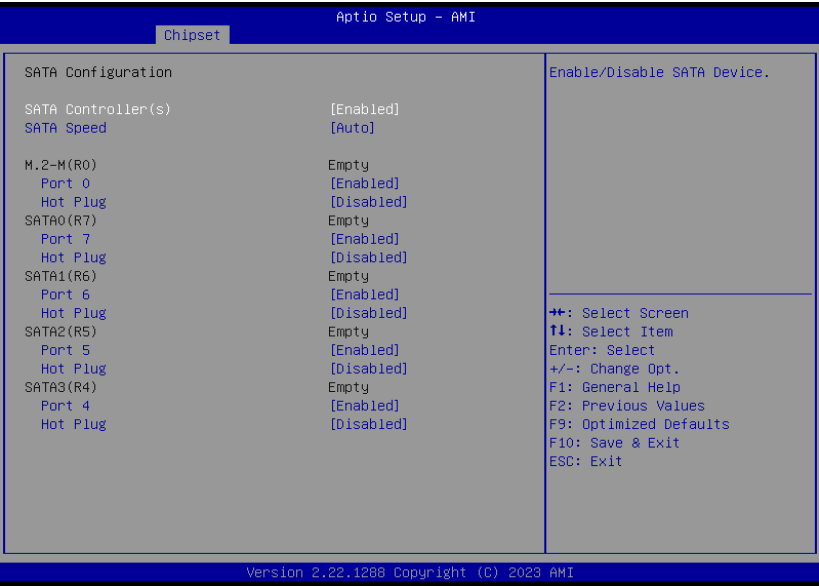 Aptio Setup - AMI
Chipset
SATA Configuration
Enable/Disable SATA Device.
SATA Controller(s) [Enabled]
SATA Speed [Auto]
M.2-M(R0) Empty
Port 0 [Enabled]
Hot Plug [Disabled]
SATA0(R7) Empty
Port 7 [Enabled]
Hot Plug [Disabled]
SATA1(R6) Empty
Port 6 [Enabled]
Hot Plug [Disabled]
SATA2(R5) Empty
Port 5 [Enabled]
Hot Plug [Disabled]
SATA3(R4) Empty
Port 4 [Enabled]
Hot Plug [Disabled]
→←: Select Screen
↑↓: Select Item
Enter: Select
+/-: Change Opt.
F1: General Help
F2: Previous Values
F9: Optimized Defaults
F10: Save & Exit
ESC: Exit
Version 2.22.1288 Copyright (C) 2023 AMI